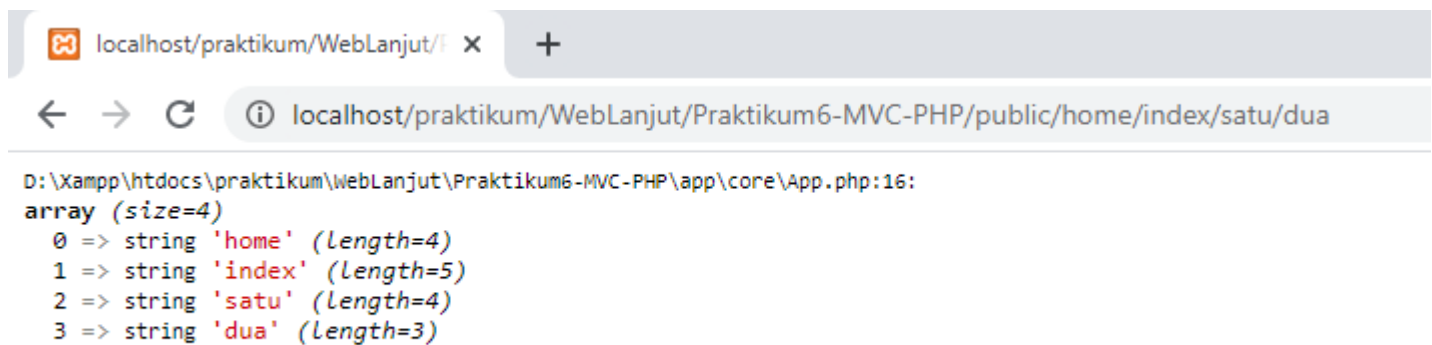 localhost/praktikum/WebLanjut/
localhost/praktikum/WebLanjut/Praktikum6-MVC-PHP/public/home/index/satu/dua
D:\Xampp\htdocs\praktikum\WebLanjut\Praktikum6-MVC-PHP\app\core\App.php:16:
array (size=4)
0 => string 'home' (length=4)
1 => string 'index' (length=5)
2 => string 'satu' (length=4)
3 => string 'dua' (length=3)